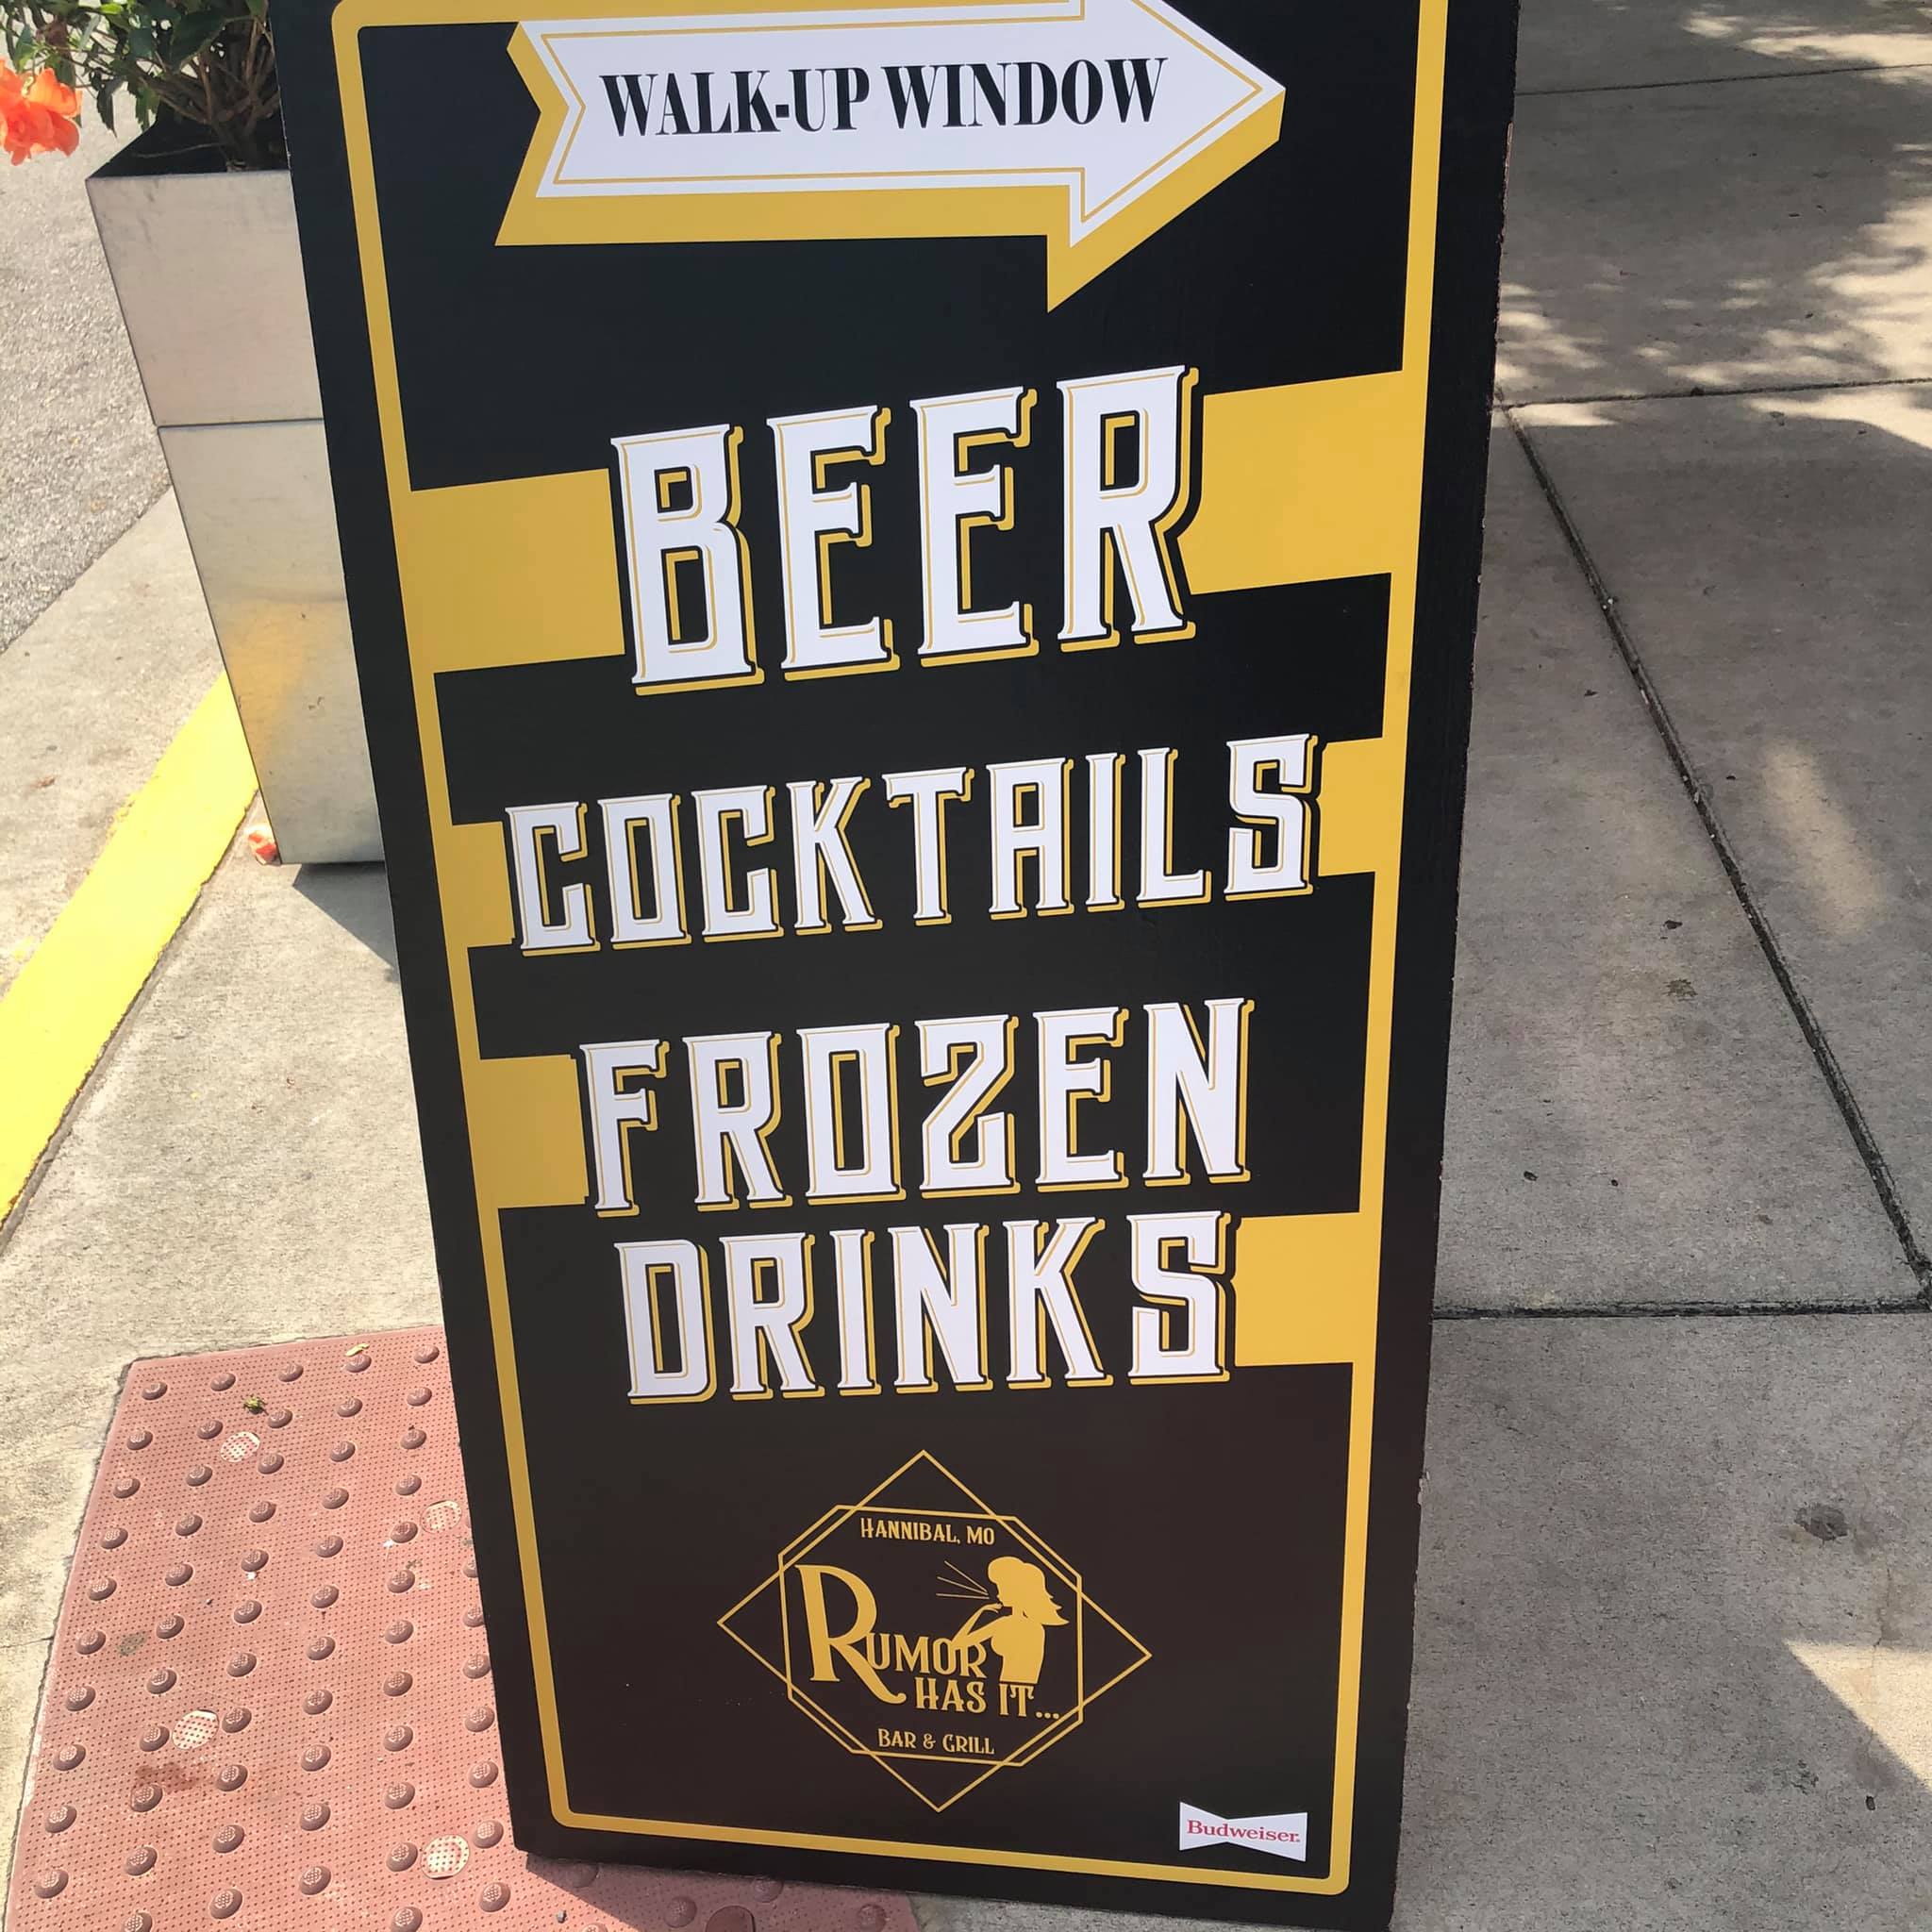 WALK-UP WINDOW
BEER
COCKTAILS
FROZEN
DRINKS
HANNIBAL, MO
RUMOR
HAS IT...
BAR & GRILL
Budweiser.